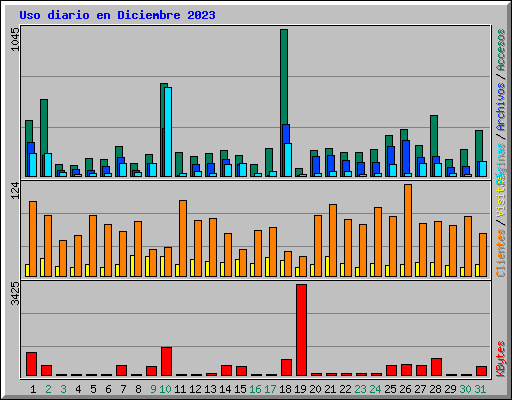 Uso diario en Diciembre 2023
1045
124
3425
Clientes / visitas
Páginas / Archivos / Accesos
KBytes
1 2 3 4 5 6 7 8 9 10 11 12 13 14 15 16 17 18 19 20 21 22 23 24 25 26 27 28 29 30 31